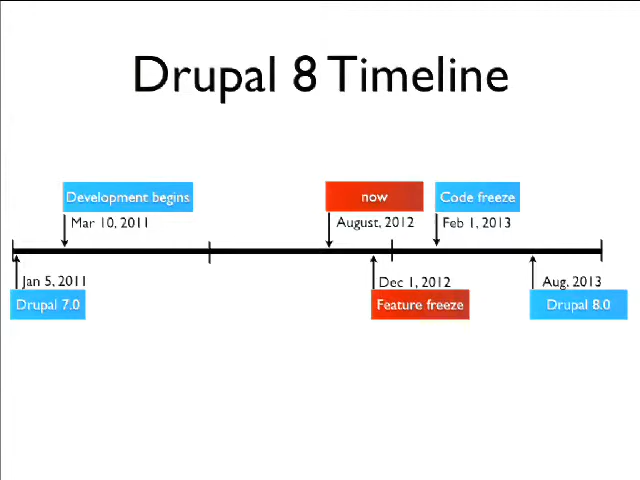 Drupal 8 Timeline
Development begins
Mar 10, 2011
now
August, 2012
Code freeze
Feb 1, 2013
Jan 5, 2011
Drupal 7.0
Dec 1, 2012
Feature freeze
Aug, 2013
Drupal 8.0